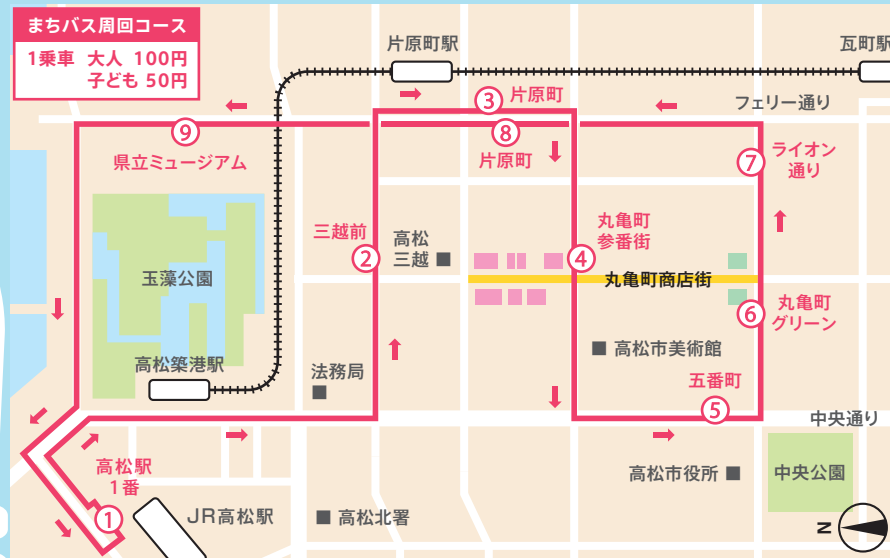 まちバス周回コース
1乗車 大人 100円
子ども 50円
片原町駅
瓦町駅
③ 片原町
フェリー通り
⑨
県立ミュージアム
⑧
片原町
⑦
ライオン
通り
三越前
②
高松
三越
丸亀町
参番街
④
玉藻公園
丸亀町商店街
⑥
丸亀町
グリーン
高松築港駅
法務局
高松市美術館
五番町
⑤
中央通り
高松駅
1番
①
JR高松駅
高松北署
高松市役所
中央公園
N